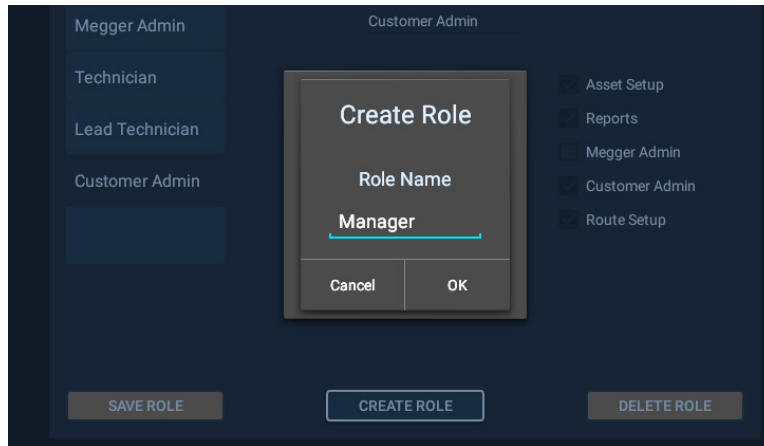 Megger Admin
Technician
Lead Technician
Customer Admin
Customer Admin
Create Role
Role Name
Manager
Cancel
OK
Asset Setup
Reports
Megger Admin
Customer Admin
Route Setup
SAVE ROLE
CREATE ROLE
DELETE ROLE